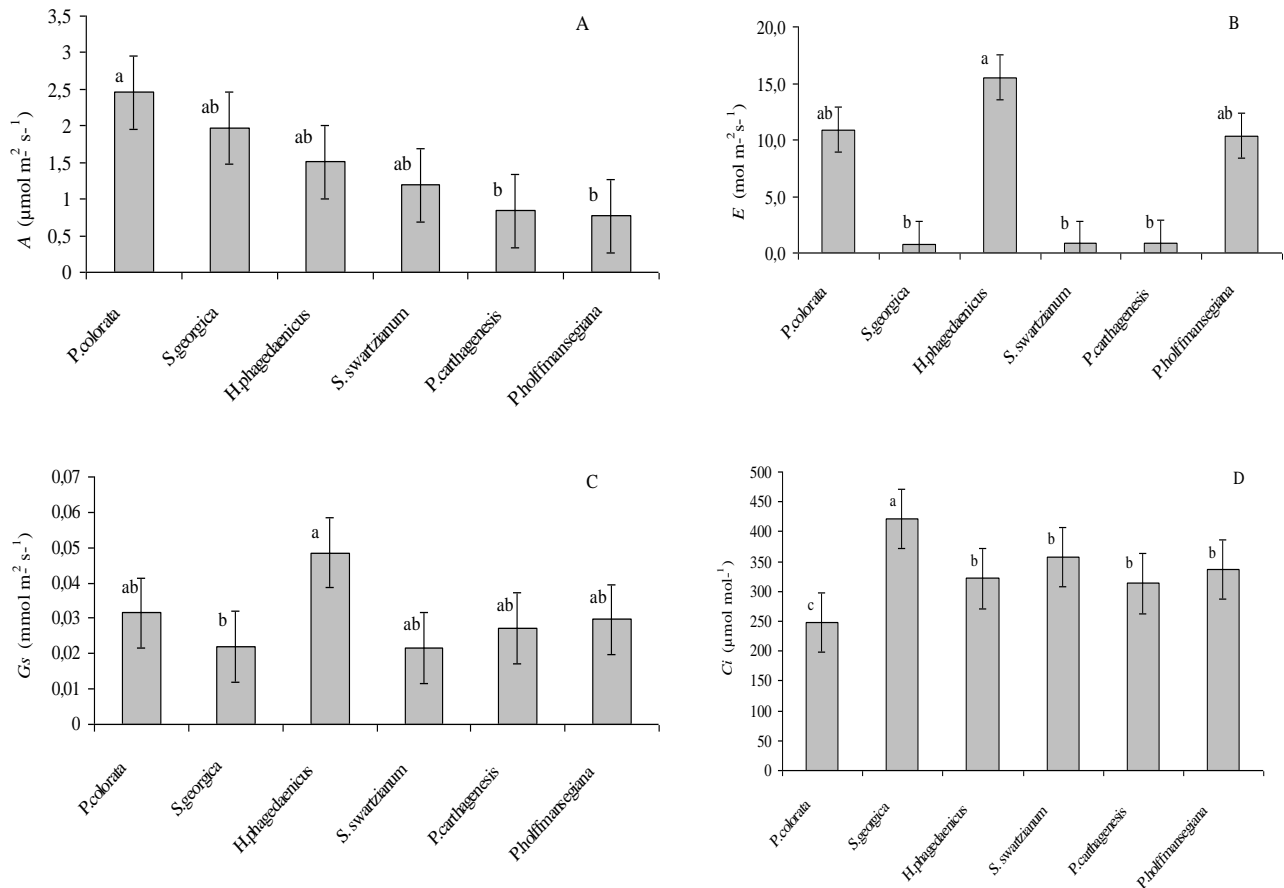 A
3,5
3
2,5
2
1,5
1
0,5
0
A (µmol m-2 s-1)
a
ab
ab
ab
b
b
P.colorata
S.georgica
H.phagedaenicus
S. swartzianum
P.carthagenesis
P.holffmansegiana
B
20,0
15,0
10,0
5,0
0,0
E (mol m-2s-1)
ab
b
a
b
b
ab
P.colorata
S.georgica
H.phagedaenicus
S. swartzianum
P.carthagenesis
P.holffmansegiana
C
0,07
0,06
0,05
0,04
0,03
0,02
0,01
0
Gs (mmol m-2 s-1)
ab
b
a
ab
ab
ab
P.colorata
S.georgica
H.phagedaenicus
S. swartzianum
P.carthagenesis
P.holffmansegiana
D
500
450
400
350
300
250
200
150
100
50
0
Ci (µmol mol-1)
c
a
b
b
b
b
P.colorata
S.georgica
H.phagedaenicus
S. swartzianum
P.carthagenesis
P.holffmansegiana